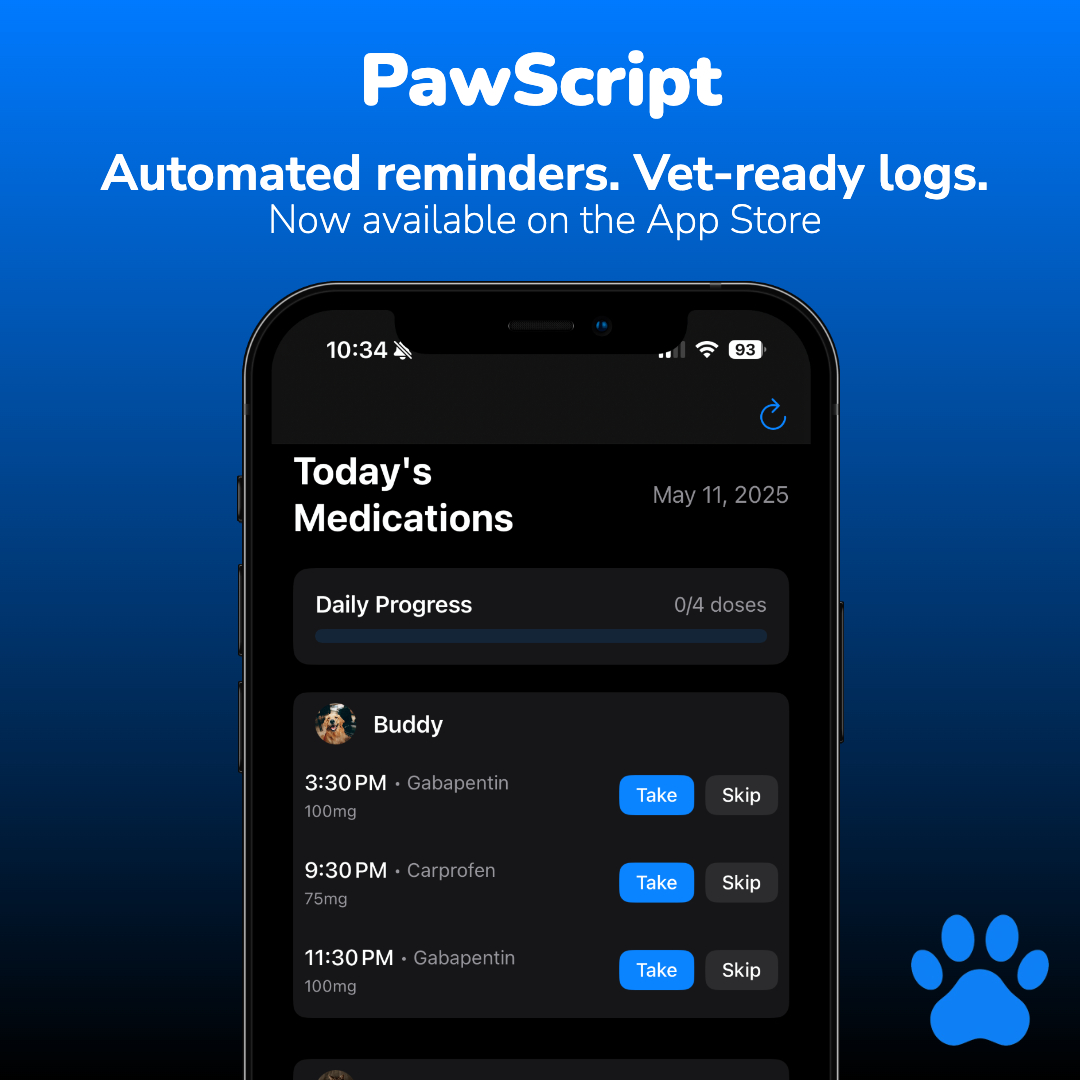 PawScript
Automated reminders. Vet-ready logs.
Now available on the App Store
10:34
93
Today's
Medications
May 11, 2025
Daily Progress
0/4 doses
Buddy
3:30 PM • Gabapentin
100mg
Take
Skip
9:30 PM • Carprofen
75mg
Take
Skip
11:30 PM • Gabapentin
100mg
Take
Skip